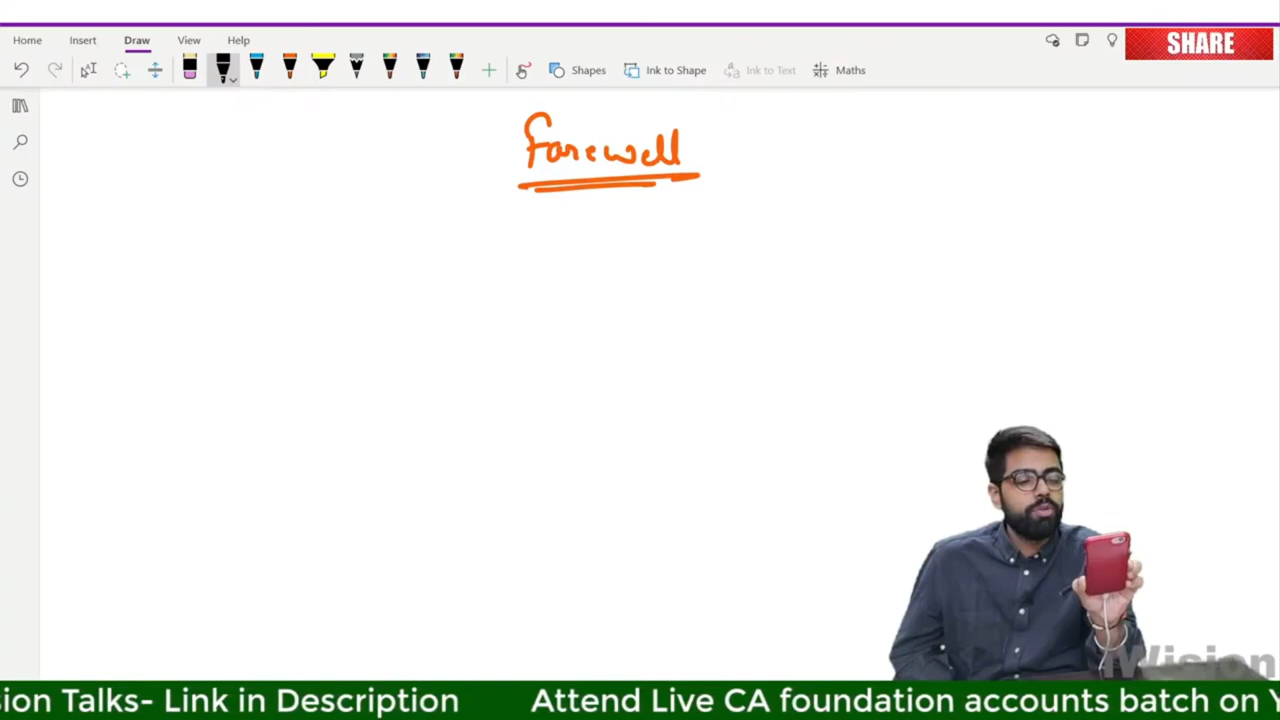 Home Insert Draw View Help
SHARE
Shapes Ink to Shape Ink to Text Maths
Farewell
sion Talks- Link in Description Attend Live CA foundation accounts batch on Y